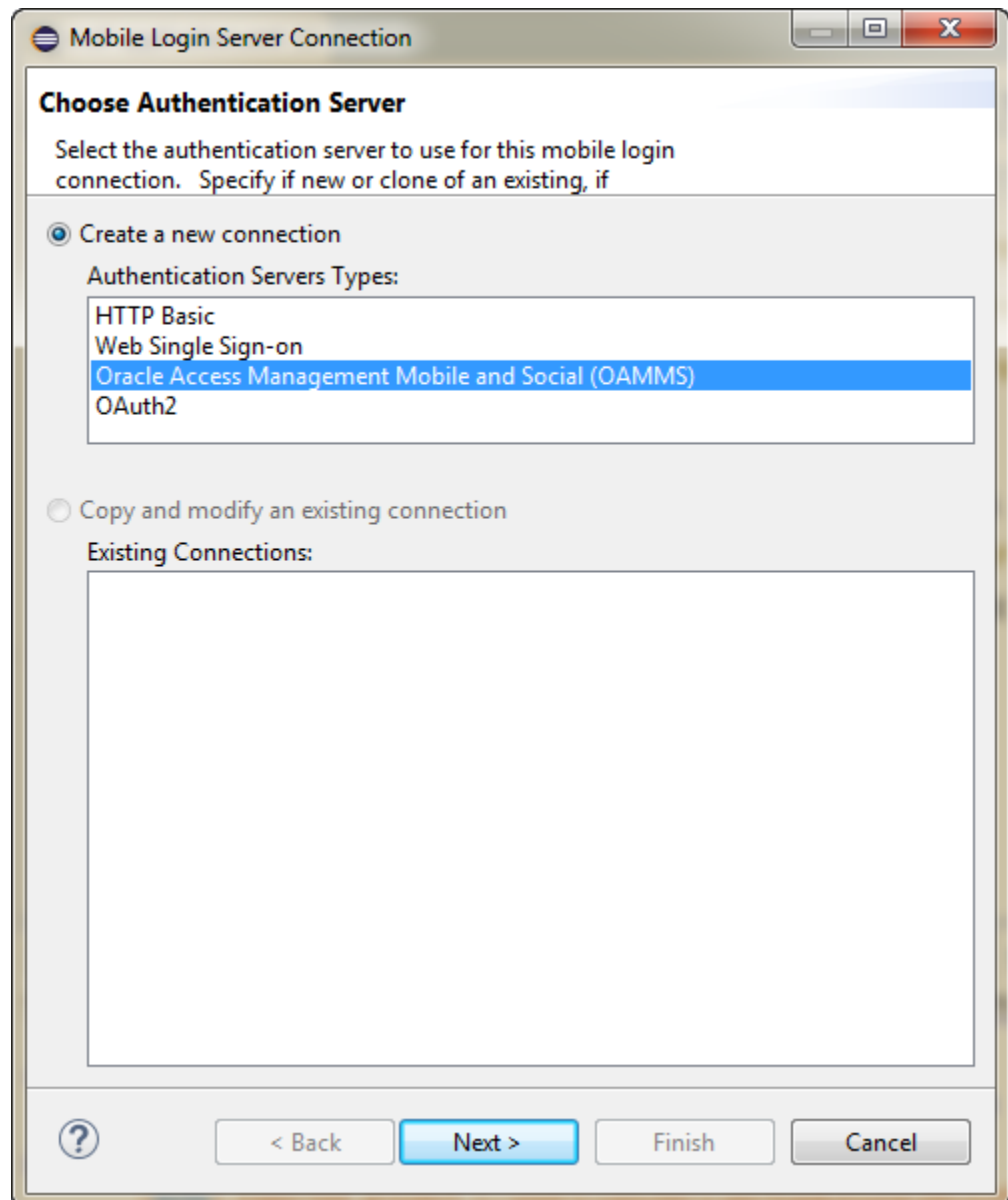 Mobile Login Server Connection
Choose Authentication Server
Select the authentication server to use for this mobile login
connection.   Specify if new or clone of an existing, if
Create a new connection
Authentication Servers Types:
HTTP Basic
Web Single Sign-on
Oracle Access Management Mobile and Social (OAMMS)
OAuth2
Copy and modify an existing connection
Existing Connections:
? < Back Next > Finish Cancel